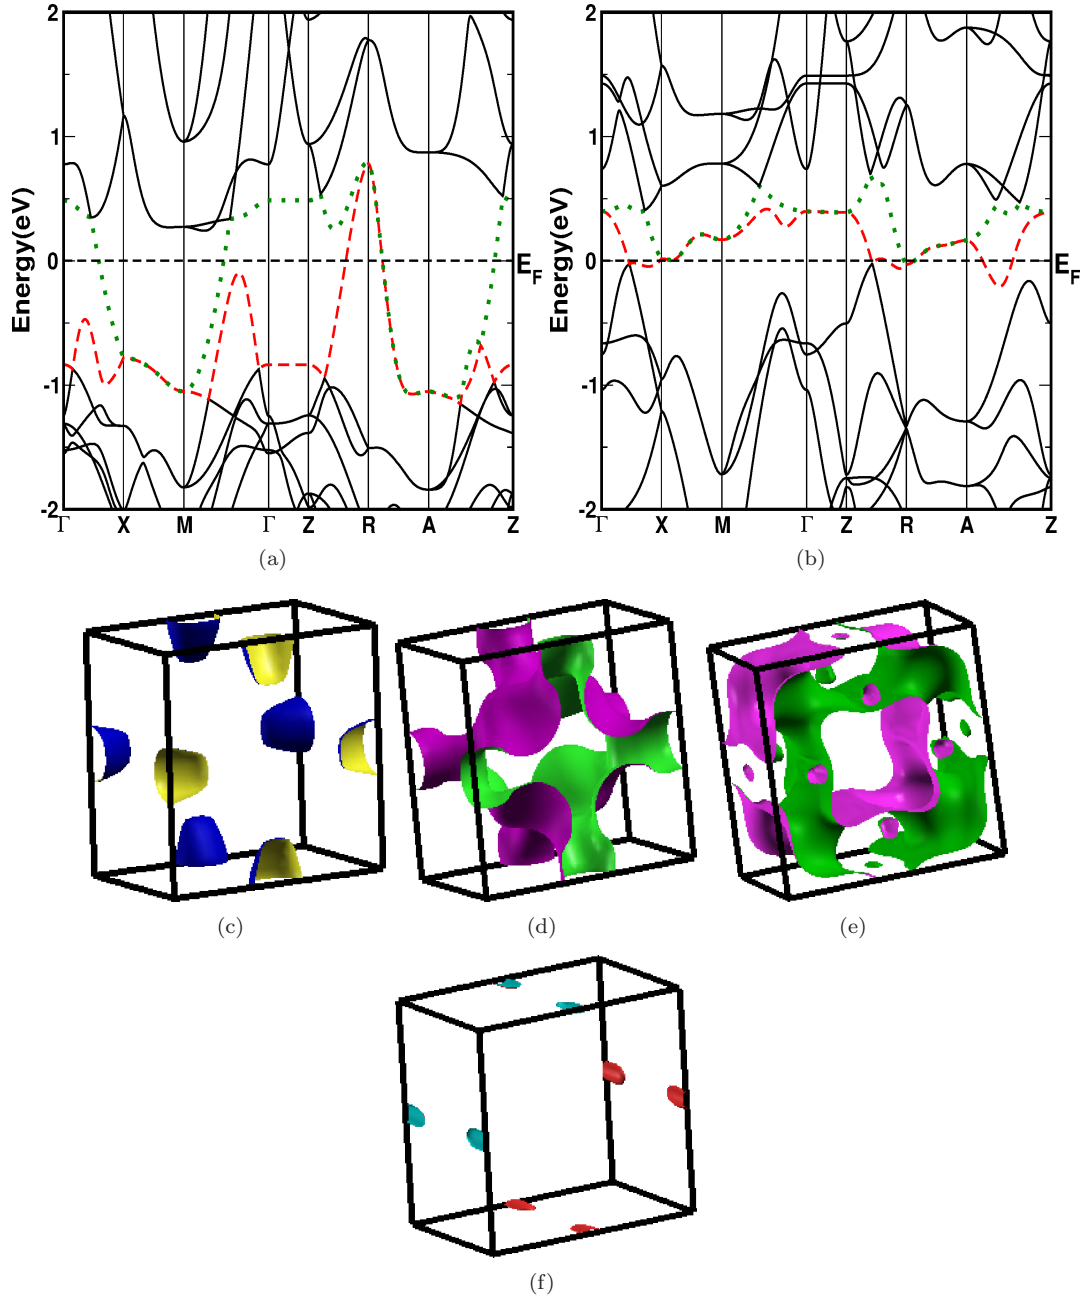 2
1
0
-1
-2
Energy(eV)
Γ X M Γ Z R A Z
E_F
(a)
2
1
0
-1
-2
Energy(eV)
Γ X M Γ Z R A Z
E_F
(b)
(c)
(d)
(e)
(f)